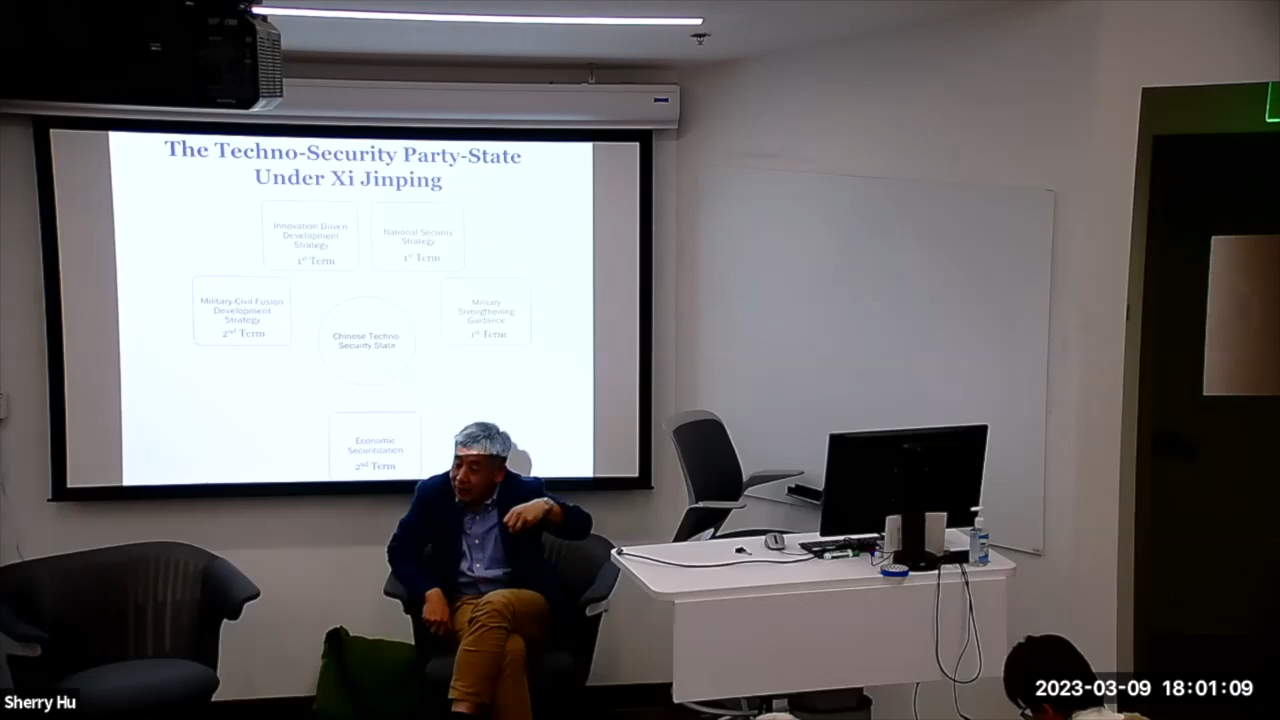 The Techno-Security Party-State
Under Xi Jinping
Innovation Driven
Development
Strategy
1st Term
National Security
Strategy
1st Term
Military-Civil Fusion
Development
Strategy
2nd Term
Military
Strengthening
Guidance
1st Term
Chinese Techno-
Security State
Economic
Securitization
2nd Term
Sherry Hu
2023-03-09 18:01:09